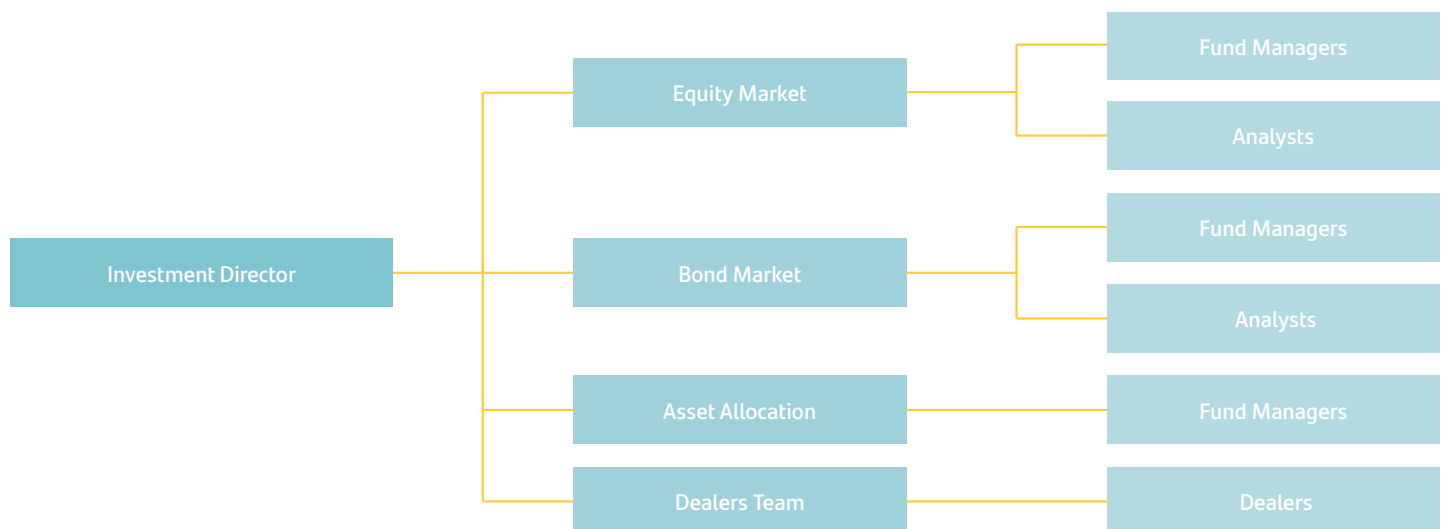 Investment Director
Equity Market
Fund Managers
Analysts
Bond Market
Fund Managers
Analysts
Asset Allocation
Fund Managers
Dealers Team
Dealers